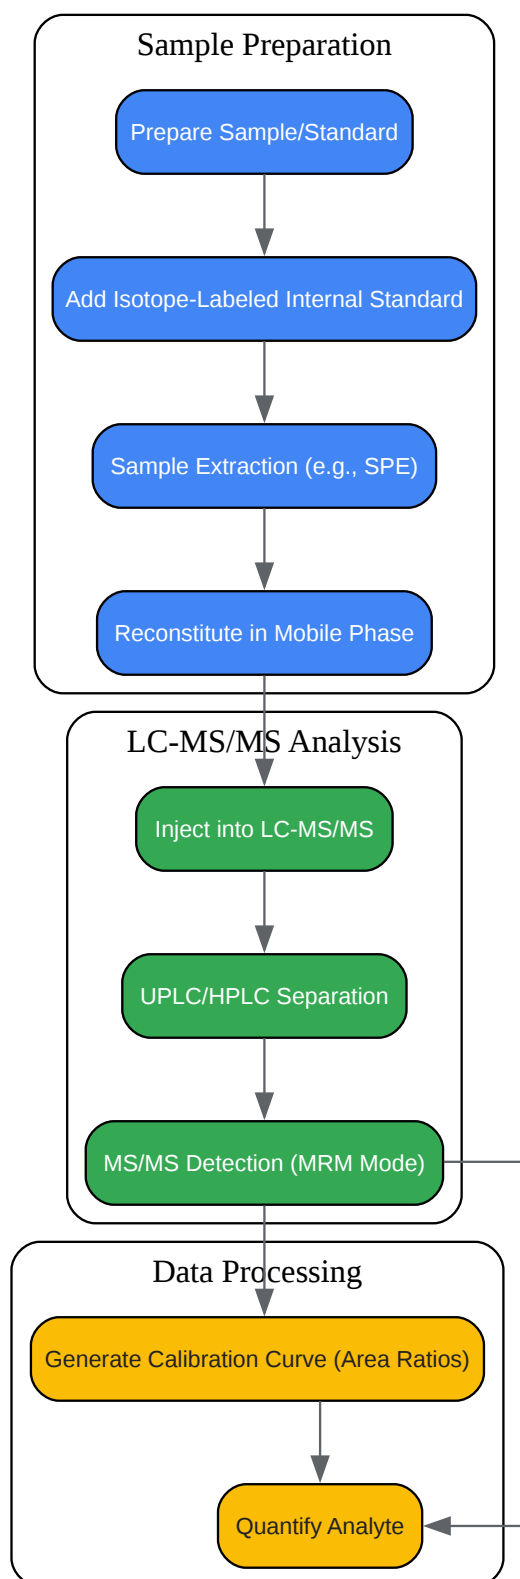 Sample Preparation
Prepare Sample/Standard
Add Isotope-Labeled Internal Standard
Sample Extraction (e.g., SPE)
Reconstitute in Mobile Phase
LC-MS/MS Analysis
Inject into LC-MS/MS
UPLC/HPLC Separation
MS/MS Detection (MRM Mode)
Data Processing
Generate Calibration Curve (Area Ratios)
Quantify Analyte